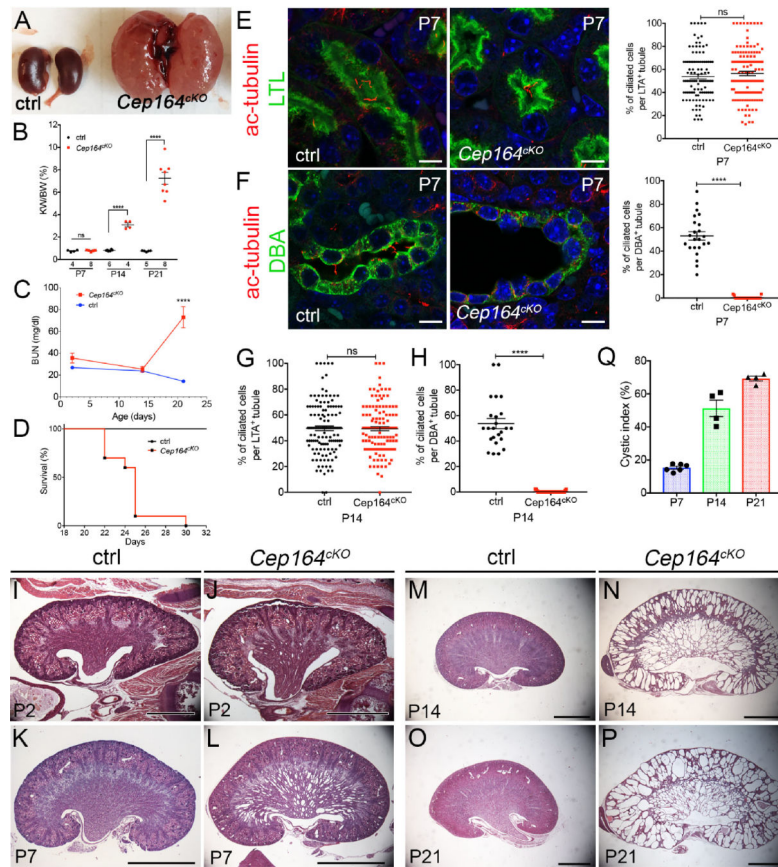 A
ctrl
Cep164cKO
B
ctrl
Cep164cKO
KW/BW (%)
10
8
6
4
2
0
ns
****
****
4 8 6 4 5 8
P7 P14 P21
C
Cep164cKO
ctrl
****
BUN (mg/dl)
100
80
60
40
20
0
0 5 10 15 20 25
Age (days)
D
ctrl
Cep164cKO
Survival (%)
100
50
0
18 20 22 24 26 28 30 32
Days
E
ac-tubulin
LTL
P7
ctrl
P7
Cep164cKO
% of ciliated cells
per LTA+ tubule
100
80
60
40
20
0
ns
ctrl Cep164cKO
P7
F
ac-tubulin
DBA
P7
ctrl
P7
Cep164cKO
% of ciliated cells
per DBA+ tubule
100
80
60
40
20
0
****
ctrl Cep164cKO
P7
G
% of ciliated cells
per LTA+ tubule
100
80
60
40
20
0
ns
ctrl Cep164cKO
P14
H
% of ciliated cells
per DBA+ tubule
100
80
60
40
20
0
****
ctrl Cep164cKO
P14
Q
Cystic index (%)
100
80
60
40
20
0
P7 P14 P21
ctrl
Cep164cKO
ctrl
Cep164cKO
I
P2
J
P2
M
P14
N
P14
K
P7
L
P7
O
P21
P
P21